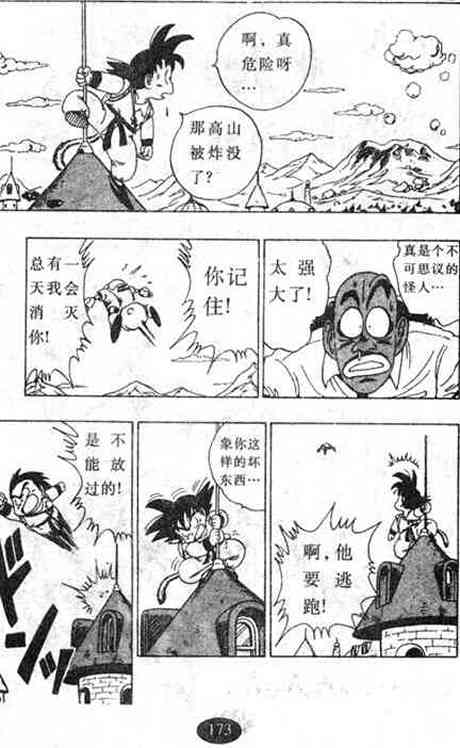 啊，真
危险呀
…
那高山
被炸没
了？
真是个不
可思议的
怪人…
太强
大了！
你记
住！
总有一
天我会
消灭
你！
啊，他
要逃
跑！
象你这
样的坏
东西…
是不
能放
过的！
ドーン
173